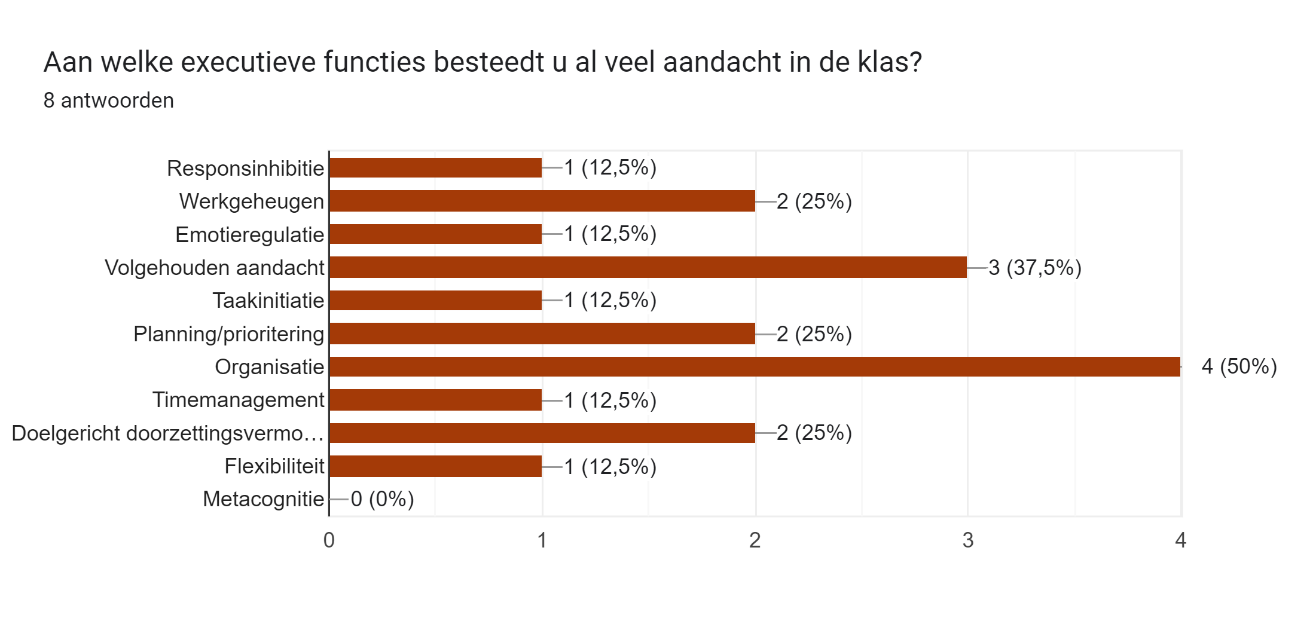 Aan welke executieve functies besteedt u al veel aandacht in de klas?
8 antwoorden
Responsinhibitie 1 (12,5%)
Werkgeheugen 2 (25%)
Emotieregulatie 1 (12,5%)
Volgehouden aandacht 3 (37,5%)
Taakinitiatie 1 (12,5%)
Planning/prioritering 2 (25%)
Organisatie 4 (50%)
Timemanagement 1 (12,5%)
Doelgericht doorzettingsvermo… 2 (25%)
Flexibiliteit 1 (12,5%)
Metacognitie 0 (0%)
0 1 2 3 4